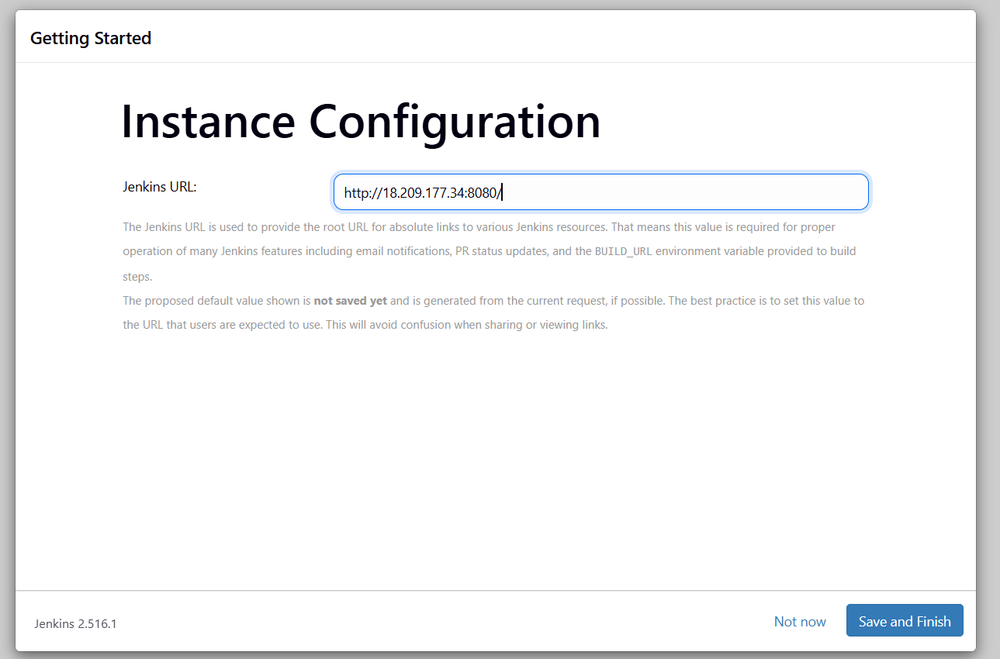 Getting Started
Instance Configuration
Jenkins URL:
http://18.209.177.34:8080/
The Jenkins URL is used to provide the root URL for absolute links to various Jenkins resources. That means this value is required for proper
operation of many Jenkins features including email notifications, PR status updates, and the BUILD_URL environment variable provided to build
steps.
The proposed default value shown is not saved yet and is generated from the current request, if possible. The best practice is to set this value to
the URL that users are expected to use. This will avoid confusion when sharing or viewing links.
Jenkins 2.516.1
Not now
Save and Finish